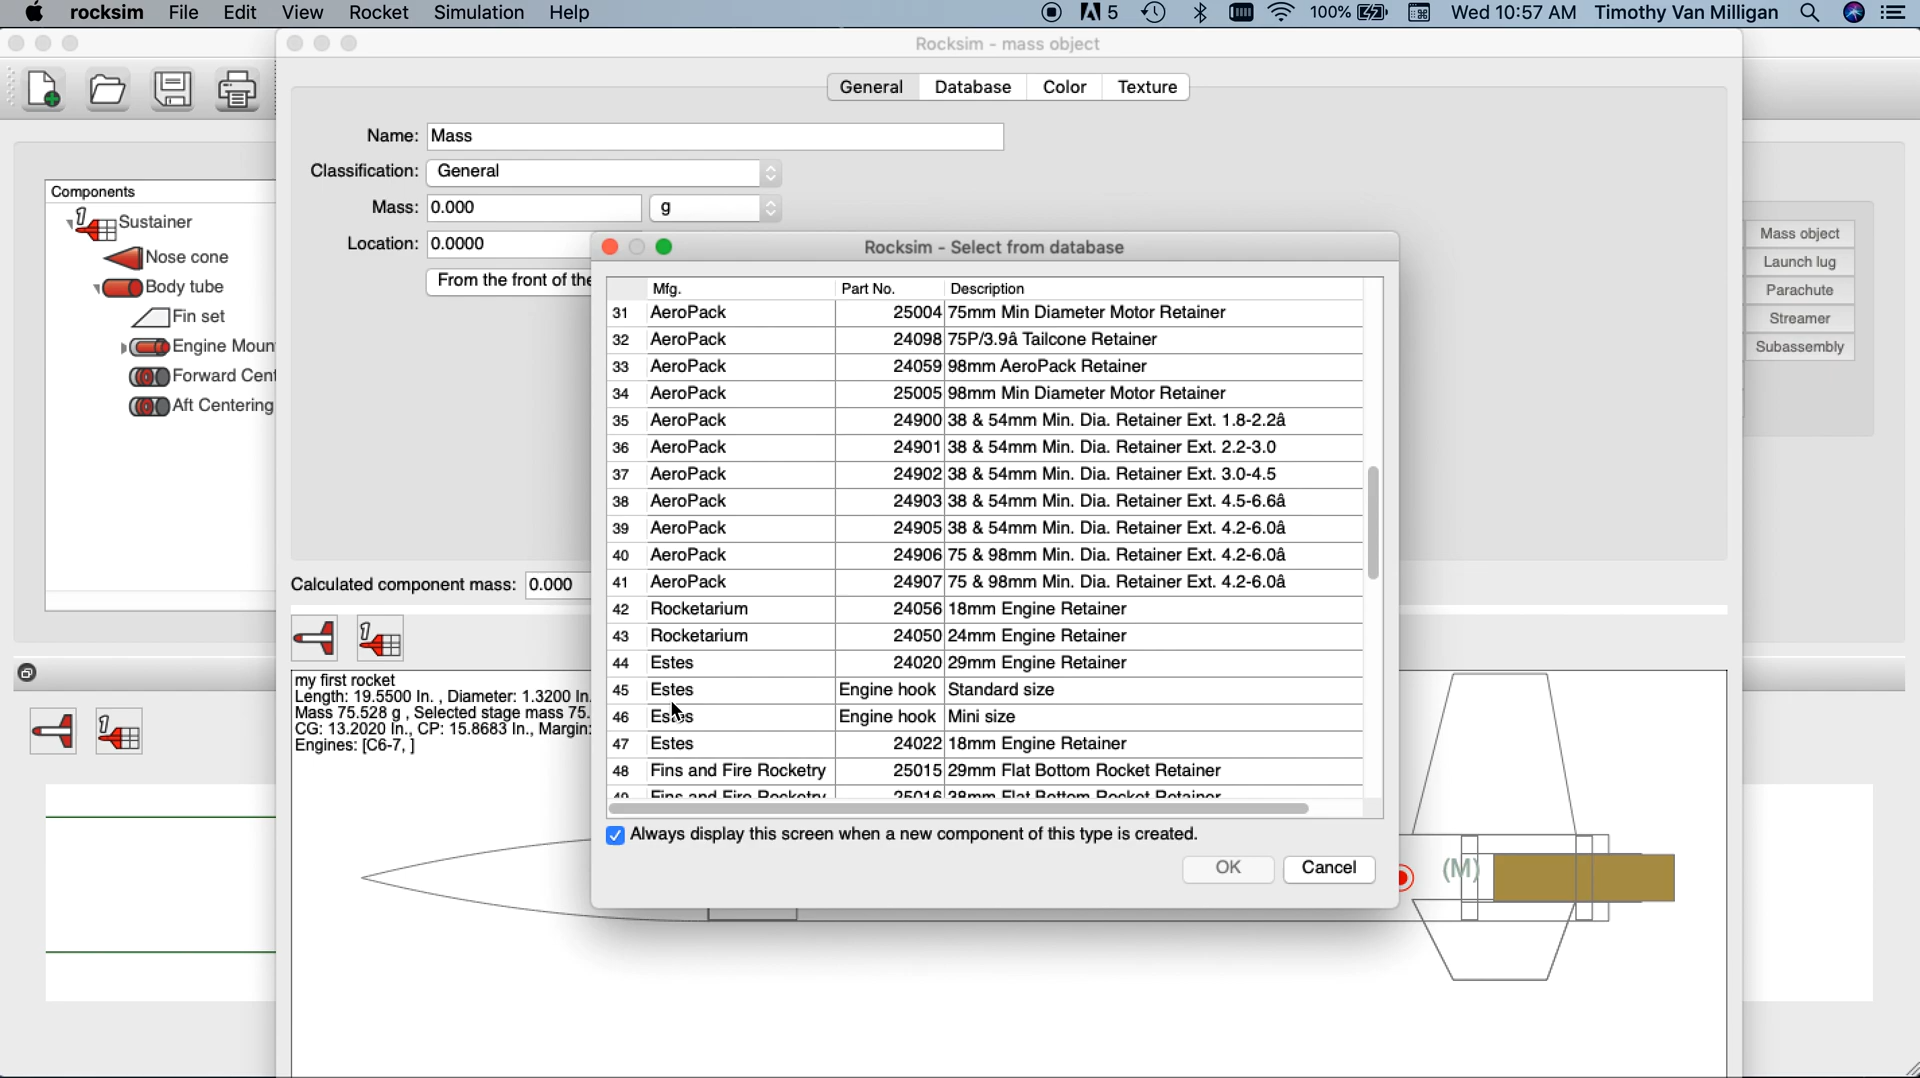 rocksim File Edit View Rocket Simulation Help 5 100% Wed 10:57 AM Timothy Van Milligan
Rocksim - mass object
General Database Color Texture
Name: Mass
Classification: General
Mass: 0.000 g
Location: 0.0000
From the front of the
Components
Sustainer
Nose cone
Body tube
Fin set
Engine Moun
Forward Cent
Aft Centering
Mass object
Launch lug
Parachute
Streamer
Subassembly
Rocksim - Select from database
Mfg. Part No. Description
31 AeroPack 25004 75mm Min Diameter Motor Retainer
32 AeroPack 24098 75P/3.9â Tailcone Retainer
33 AeroPack 24059 98mm AeroPack Retainer
34 AeroPack 25005 98mm Min Diameter Motor Retainer
35 AeroPack 24900 38 & 54mm Min. Dia. Retainer Ext. 1.8-2.2â
36 AeroPack 24901 38 & 54mm Min. Dia. Retainer Ext. 2.2-3.0
37 AeroPack 24902 38 & 54mm Min. Dia. Retainer Ext. 3.0-4.5
38 AeroPack 24903 38 & 54mm Min. Dia. Retainer Ext. 4.5-6.6â
39 AeroPack 24905 38 & 54mm Min. Dia. Retainer Ext. 4.2-6.0â
40 AeroPack 24906 75 & 98mm Min. Dia. Retainer Ext. 4.2-6.0â
41 AeroPack 24907 75 & 98mm Min. Dia. Retainer Ext. 4.2-6.0â
42 Rocketarium 24056 18mm Engine Retainer
43 Rocketarium 24050 24mm Engine Retainer
44 Estes 24020 29mm Engine Retainer
45 Estes Engine hook Standard size
46 Estes Engine hook Mini size
47 Estes 24022 18mm Engine Retainer
48 Fins and Fire Rocketry 25015 29mm Flat Bottom Rocket Retainer
49 Fins and Fire Rocketry 25016 38mm Flat Bottom Rocket Retainer
Always display this screen when a new component of this type is created.
OK Cancel
Calculated component mass: 0.000
my first rocket
Length: 19.5500 In. , Diameter: 1.3200 In.
Mass 75.528 g , Selected stage mass 75.
CG: 13.2020 In., CP: 15.8683 In., Margin:
Engines: [C6-7, ]
(M)